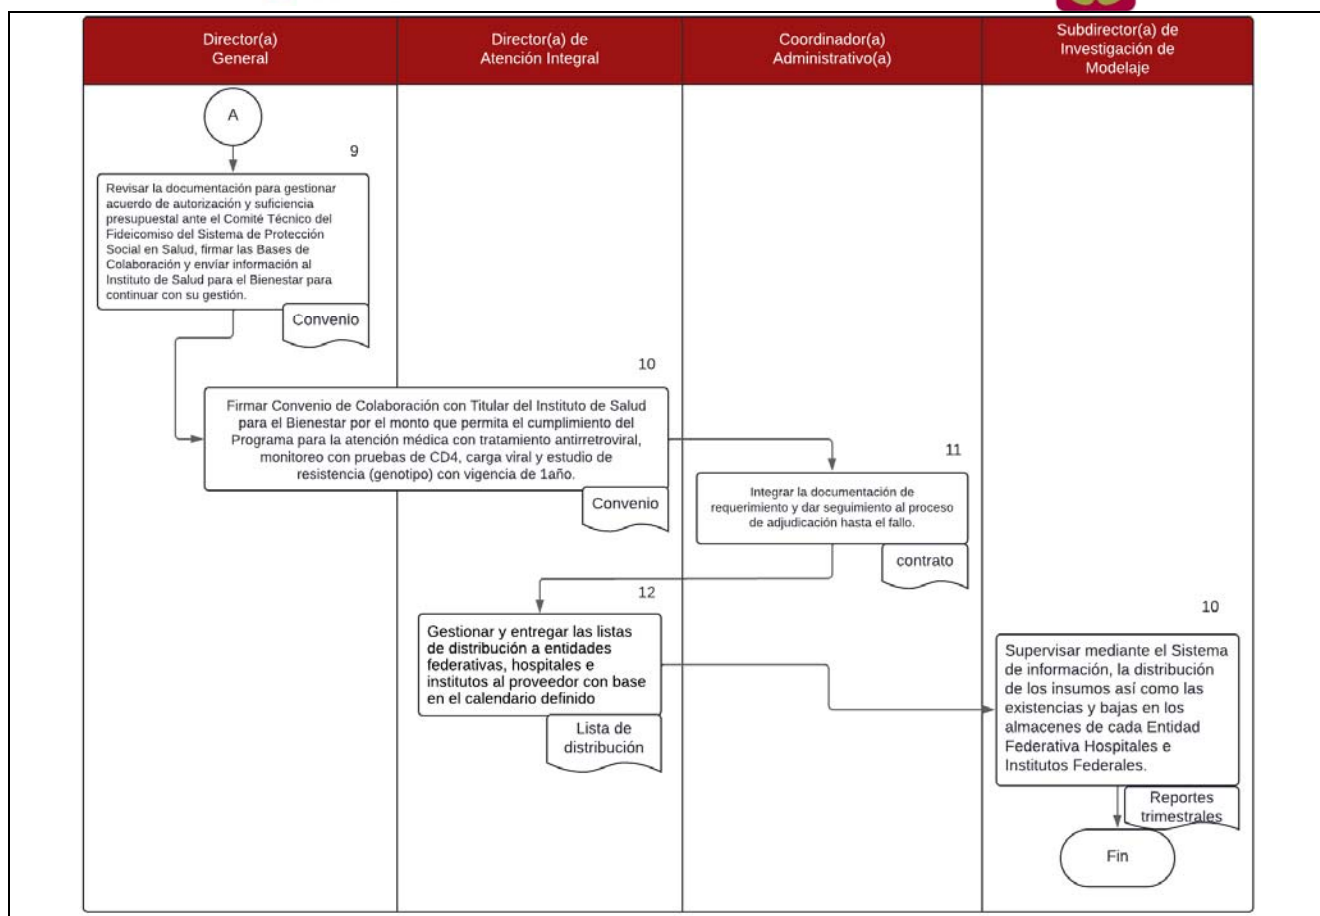 Director(a)
General
Director(a) de
Atención Integral
Coordinador(a)
Administrativo(a)
Subdirector(a) de
Investigación de
Modelaje
A
9
Revisar la documentación para gestionar
acuerdo de autorización y suficiencia
presupuestal ante el Comité Técnico del
Fideicomiso del Sistema de Protección
Social en Salud, firmar las Bases de
Colaboración y envíar información al
Instituto de Salud para el Bienestar para
continuar con su gestión.
Convenio
10
Firmar Convenio de Colaboración con Titular del Instituto de Salud
para el Bienestar por el monto que permita el cumplimiento del
Programa para la atención médica con tratamiento antirretroviral,
monitoreo con pruebas de CD4, carga viral y estudio de
resistencia (genotipo) con vigencia de 1año.
Convenio
11
Integrar la documentación de
requerimiento y dar seguimiento al proceso
de adjudicación hasta el fallo.
contrato
12
Gestionar y entregar las listas
de distribución a entidades
federativas, hospitales e
institutos al proveedor con base
en el calendario definido
Lista de
distribución
10
Supervisar mediante el Sistema
de información, la distribución
de los insumos así como las
existencias y bajas en los
almacenes de cada Entidad
Federativa Hospitales e
Institutos Federales.
Reportes
trimestrales
Fin